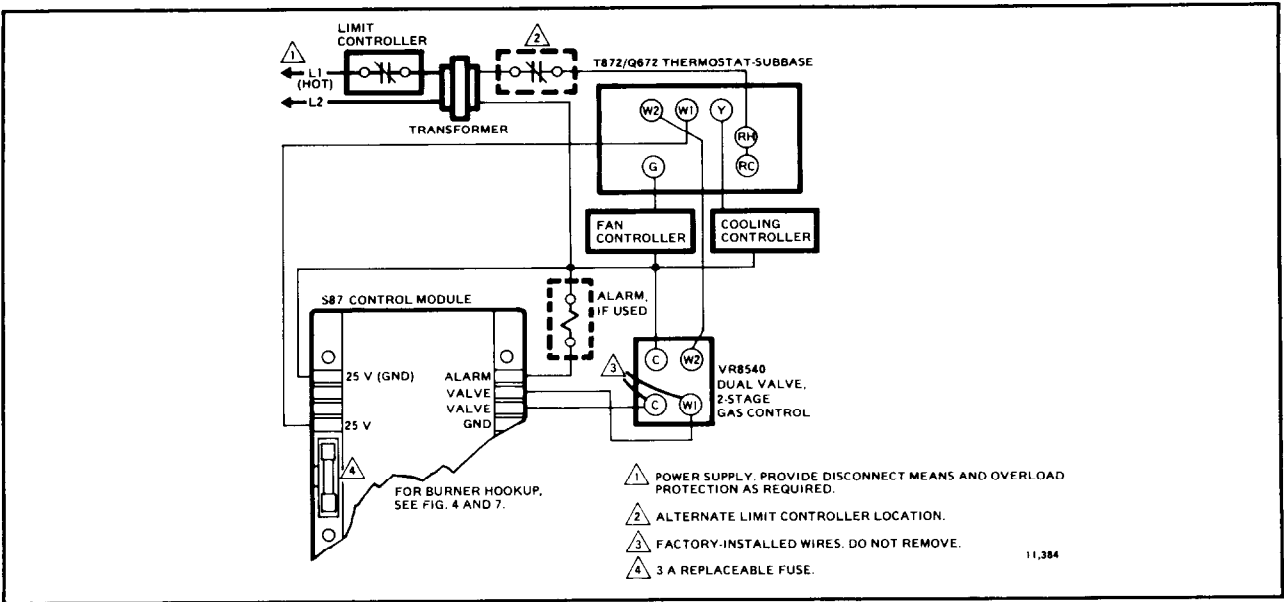 LIMIT
CONTROLLER
1
L1
(HOT)
L2
TRANSFORMER
2
T872/Q672 THERMOSTAT-SUBBASE
W2 W1 Y
RH
RC
G
FAN
CONTROLLER
COOLING
CONTROLLER
S87 CONTROL MODULE
ALARM,
IF USED
25 V (GND)
ALARM
VALVE
VALVE
GND
25 V
4
FOR BURNER HOOKUP,
SEE FIG. 4 AND 7.
3
C W2
C W1
VR8540
DUAL VALVE,
2-STAGE
GAS CONTROL
1 POWER SUPPLY. PROVIDE DISCONNECT MEANS AND OVERLOAD
PROTECTION AS REQUIRED.
2 ALTERNATE LIMIT CONTROLLER LOCATION.
3 FACTORY-INSTALLED WIRES. DO NOT REMOVE.
4 3 A REPLACEABLE FUSE.
11,384